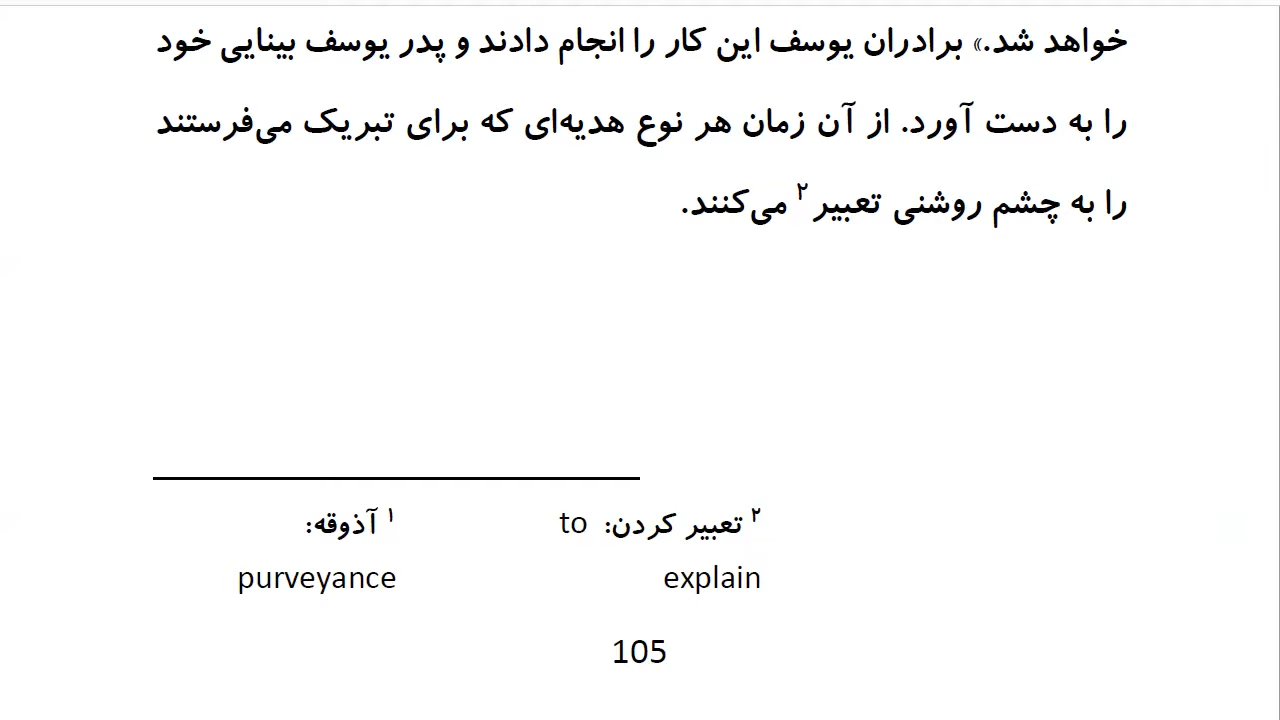 خواهد شد.» برادران یوسف این کار را انجام دادند و پدر یوسف بینایی خود
را به دست آورد. از آن زمان هر نوع هدیه‌ای که برای تبریک می‌فرستند
را به چشم روشنی تعبیر۲ می‌کنند.
۲ تعبیر کردن: to
explain
۱ آذوقه:
purveyance
105